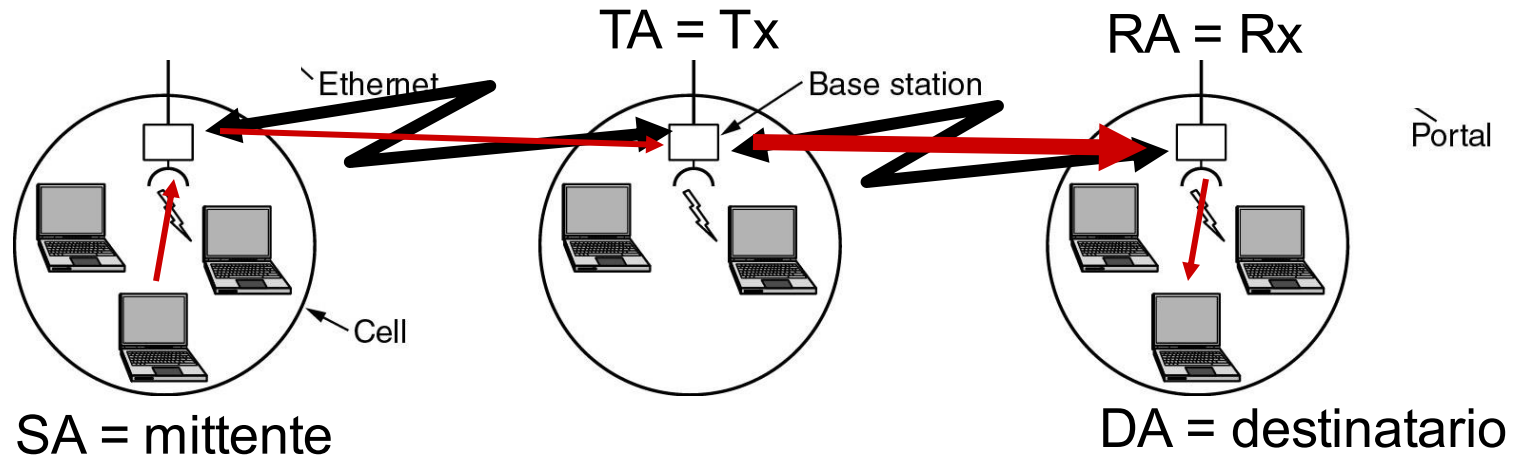 TA = Tx
RA = Rx
Ethernet
Base station
Portal
Cell
SA = mittente
DA = destinatario